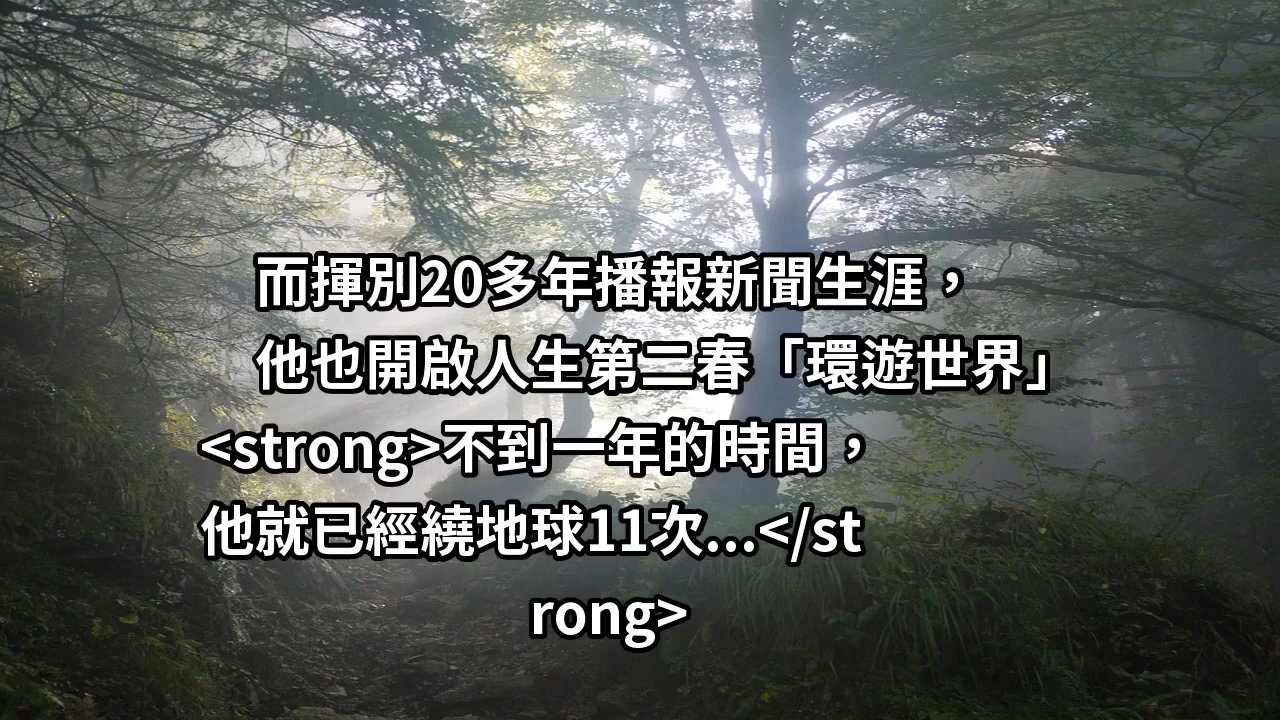 而揮別20多年播報新聞生涯，
他也開啟人生第二春「環遊世界」
<strong>不到一年的時間，
他就已經繞地球11次...</st
rong>